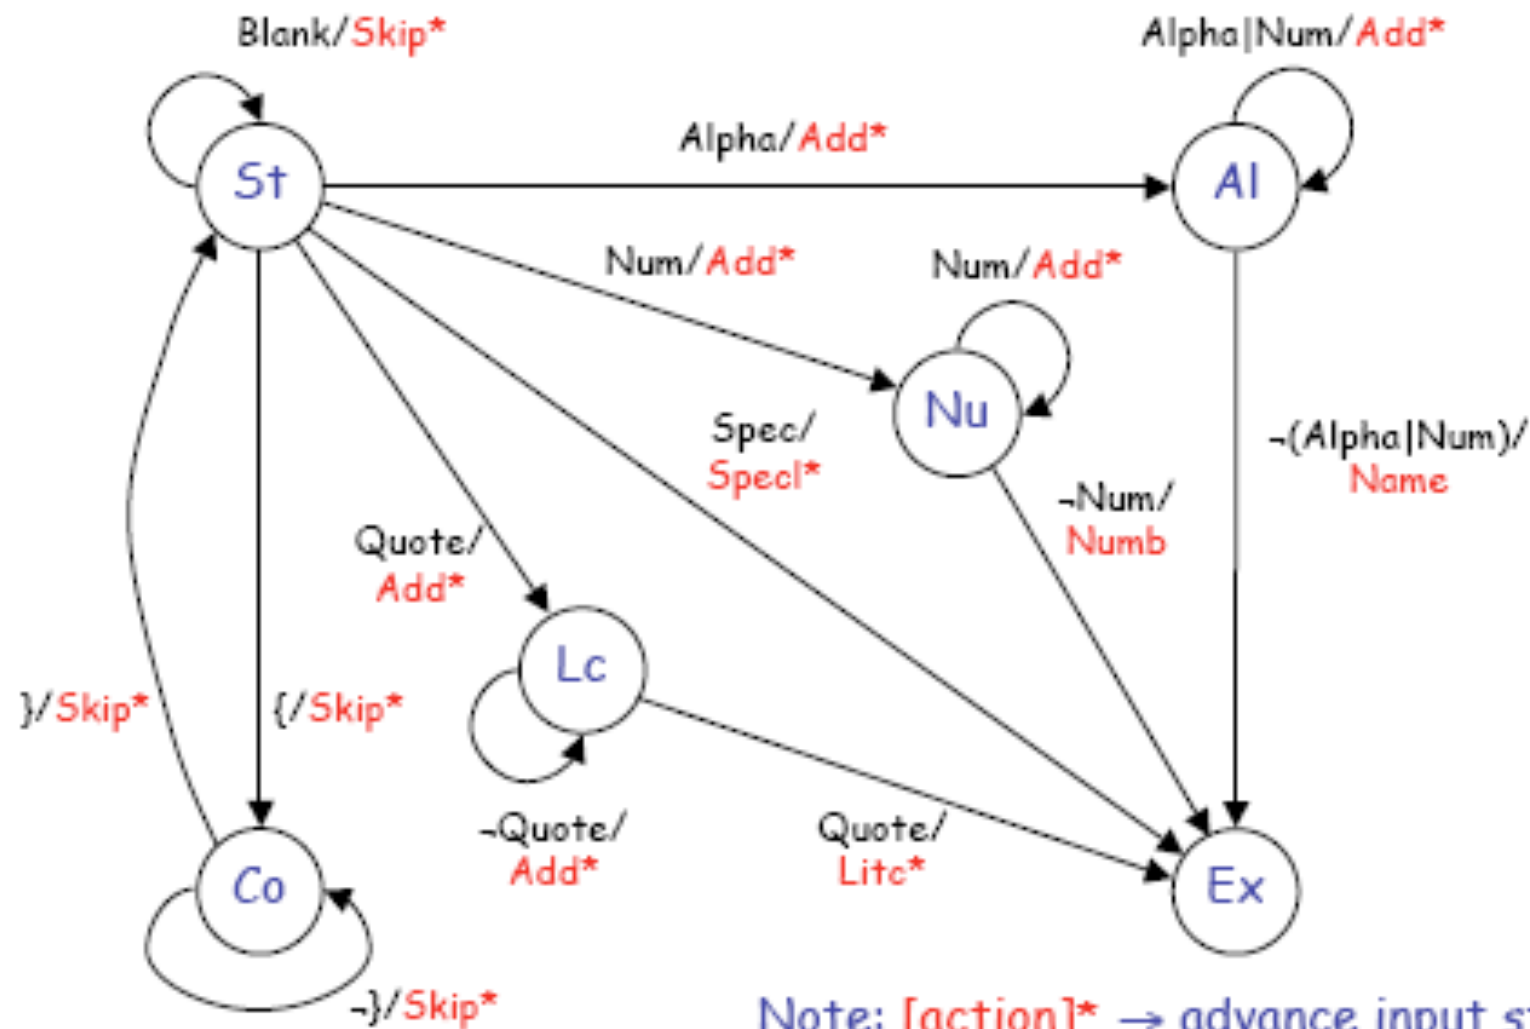 Blank/Skip*
Alpha|Num/Add*
Alpha/Add*
St
Al
Num/Add*
Num/Add*
Nu
Spec/
Specl*
¬(Alpha|Num)/
Name
¬Num/
Numb
Quote/
Add*
Lc
}/Skip*
{/Skip*
¬Quote/
Add*
Quote/
Litc*
Co
Ex
¬}/Skip*
Note: [action]* → advance input